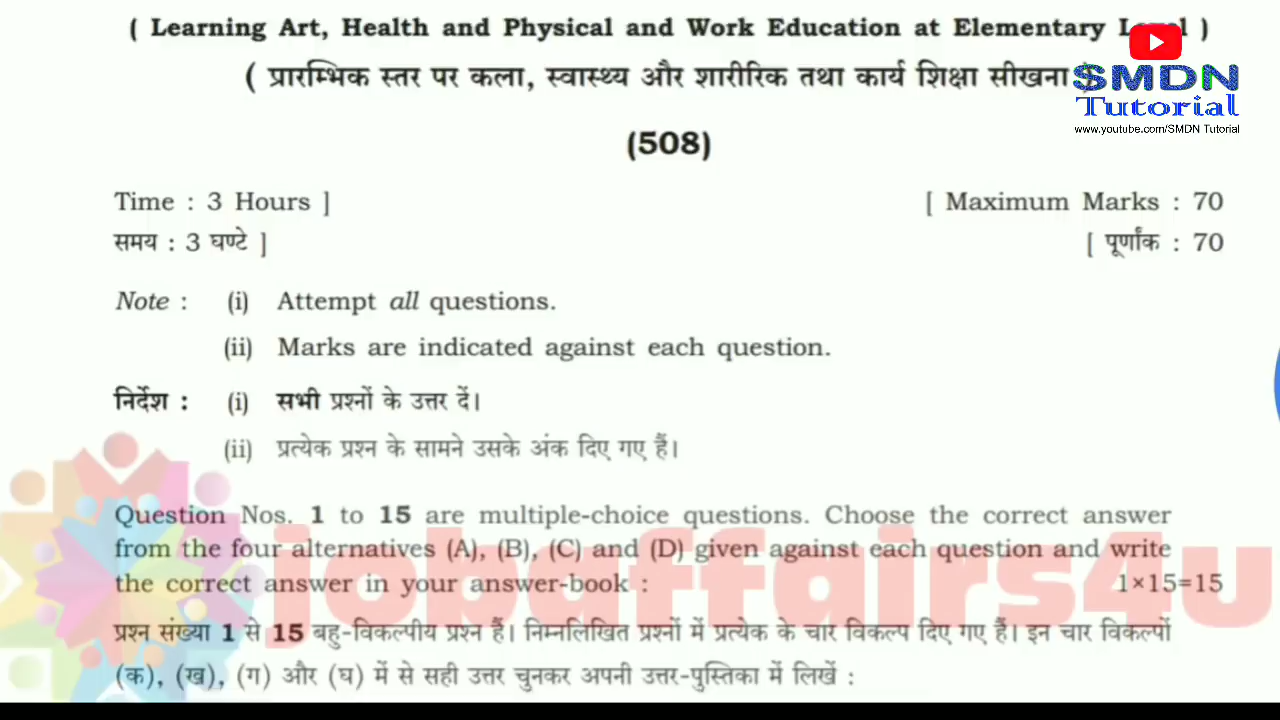 ( Learning Art, Health and Physical and Work Education at Elementary Level )
( प्रारम्भिक स्तर पर कला, स्वास्थ्य और शारीरिक तथा कार्य शिक्षा सीखना )
SMDN
Tutorial
www.youtube.com/SMDN Tutorial
(508)
Time : 3 Hours ] [ Maximum Marks : 70
समय : 3 घण्टे ] [ पूर्णांक : 70
Note : (i) Attempt all questions.
(ii) Marks are indicated against each question.
निर्देश : (i) सभी प्रश्नों के उत्तर दें।
(ii) प्रत्येक प्रश्न के सामने उसके अंक दिए गए हैं।
Question Nos. 1 to 15 are multiple-choice questions. Choose the correct answer
from the four alternatives (A), (B), (C) and (D) given against each question and write
the correct answer in your answer-book : 1×15=15
jobaffairs4u
प्रश्न संख्या 1 से 15 बहु-विकल्पीय प्रश्न हैं। निम्नलिखित प्रश्नों में प्रत्येक के चार विकल्प दिए गए हैं। इन चार विकल्पों
(क), (ख), (ग) और (घ) में से सही उत्तर चुनकर अपनी उत्तर-पुस्तिका में लिखें :